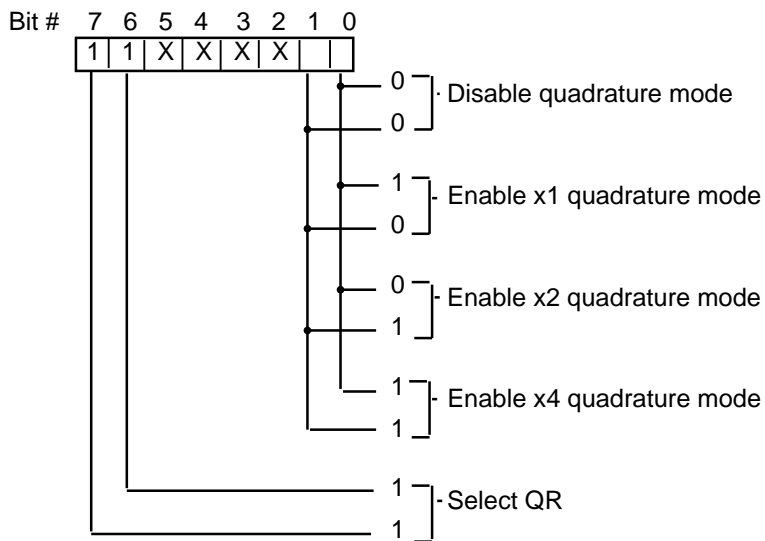 Bit # 7 6 5 4 3 2 1 0
1 1 X X X X
0
Disable quadrature mode
0
1
Enable x1 quadrature mode
0
0
Enable x2 quadrature mode
1
1
Enable x4 quadrature mode
1
1
Select QR
1